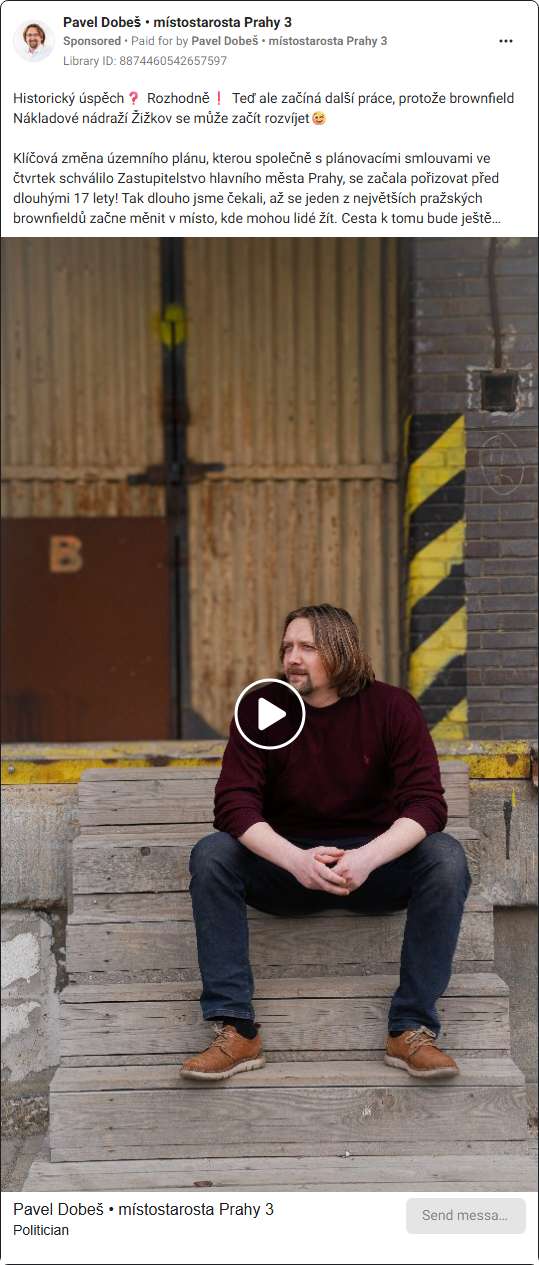 Pavel Dobeš • místostarosta Prahy 3
Sponsored • Paid for by Pavel Dobeš • místostarosta Prahy 3
Library ID: 8874460542657597
Historický úspěch❓ Rozhodně❗ Teď ale začíná další práce, protože brownfield
Nákladové nádraží Žižkov se může začít rozvíjet🥳
Klíčová změna územního plánu, kterou společně s plánovacími smlouvami ve
čtvrtek schválilo Zastupitelstvo hlavního města Prahy, se začala pořizovat před
dlouhými 17 lety! Tak dlouho jsme čekali, až se jeden z největších pražských
brownfieldů začne měnit v místo, kde mohou lidé žít. Cesta k tomu bude ještě…
B
Pavel Dobeš • místostarosta Prahy 3
Politician
Send messa…